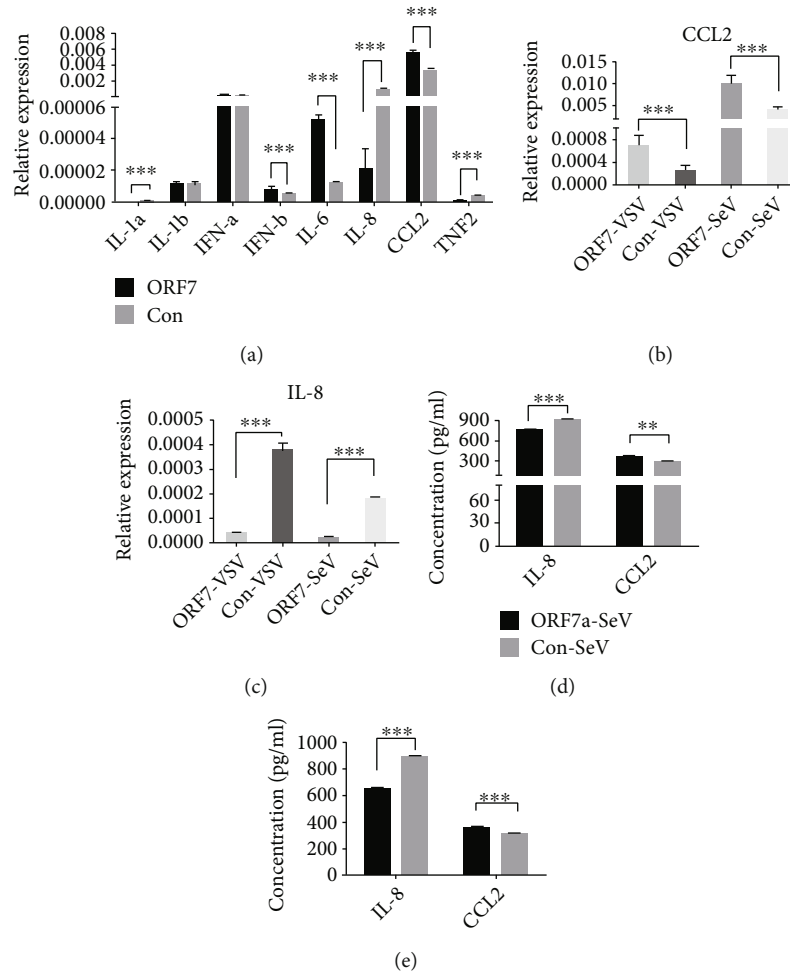 Relative expression
0.008
0.006
0.004
0.002
0.00006
0.00004
0.00002
0.00000
***
***
***
***
***
***
IL-1a
IL-1b
IFN-a
IFN-b
IL-6
IL-8
CCL2
TNF2
ORF7
Con
(a)
CCL2
Relative expression
0.015
0.010
0.005
0.0008
0.0004
0.0000
***
***
ORF7-VSV
Con-VSV
ORF7-SeV
Con-SeV
(b)
IL-8
Relative expression
0.0005
0.0004
0.0003
0.0002
0.0001
0.0000
***
***
ORF7-VSV
Con-VSV
ORF7-SeV
Con-SeV
(c)
Concentration (pg/ml)
900
600
300
60
30
0
***
**
IL-8
CCL2
ORF7a-SeV
Con-SeV
(d)
Concentration (pg/ml)
1000
800
600
400
200
0
***
***
IL-8
CCL2
(e)